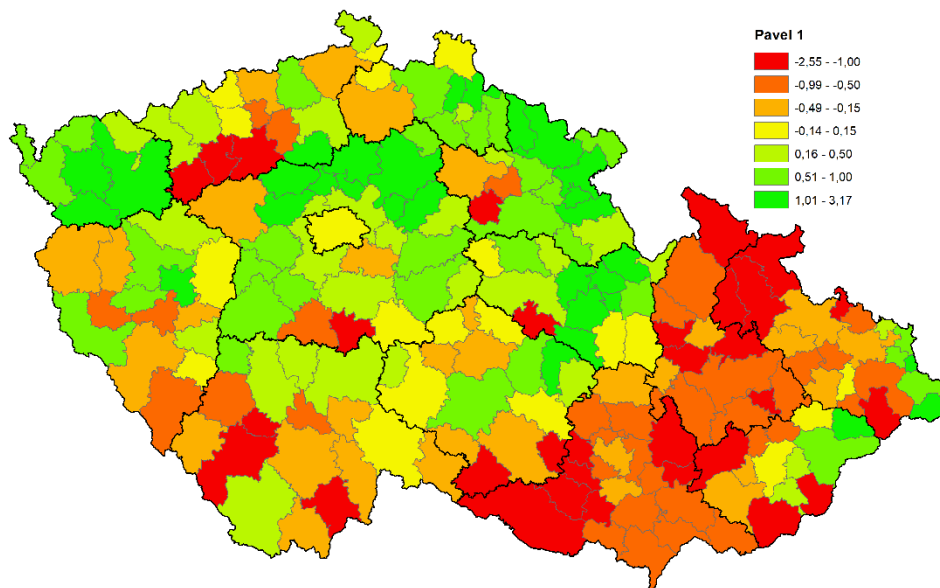 Pavel 1
-2,55 - -1,00
-0,99 - -0,50
-0,49 - -0,15
-0,14 - 0,15
0,16 - 0,50
0,51 - 1,00
1,01 - 3,17